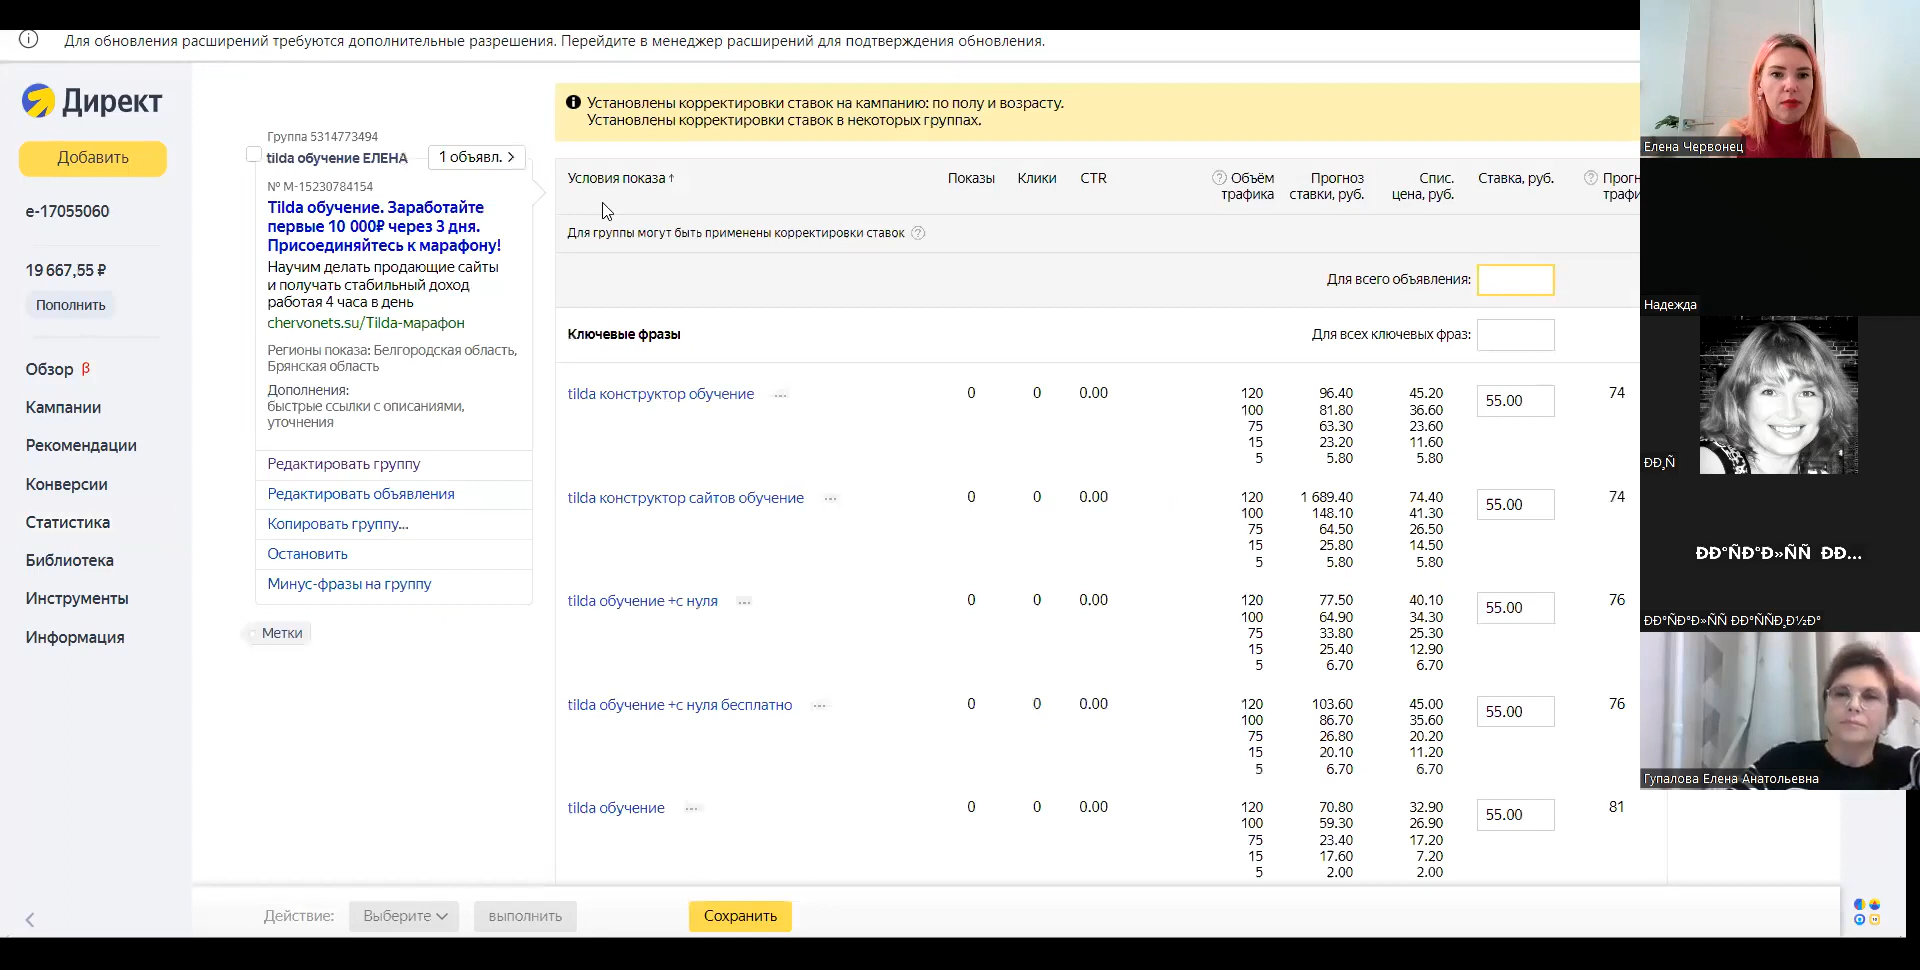 Для обновления расширений требуются дополнительные разрешения. Перейдите в менеджер расширений для подтверждения обновления.
Директ
Добавить
e-17055060
19 667,55 ₽
Пополнить
Обзор β
Кампании
Рекомендации
Конверсии
Статистика
Библиотека
Инструменты
Информация
Группа 5314773494
tilda обучение ЕЛЕНА
1 объявл. >
№ M-15230784154
Tilda обучение. Заработайте
первые 10 000₽ через 3 дня.
Присоединяйтесь к марафону!
Научим делать продающие сайты
и получать стабильный доход
работая 4 часа в день
chervonets.su/Tilda-марафон
Регионы показа: Белгородская область,
Брянская область
Дополнения:
быстрые ссылки с описаниями,
уточнения
Редактировать группу
Редактировать объявления
Копировать группу...
Остановить
Минус-фразы на группу
Метки
Установлены корректировки ставок на кампанию: по полу и возрасту.
Установлены корректировки ставок в некоторых группах.
Условия показа ↑ Показы Клики CTR ? Объём трафика Прогноз ставки, руб. Спис. цена, руб. Ставка, руб. ? Прогн трафи
Для группы могут быть применены корректировки ставок ?
Для всего объявления:
Ключевые фразы Для всех ключевых фраз:
tilda конструктор обучение ... 0 0 0.00 120 96.40 45.20 55.00 74
100 81.80 36.60
75 63.30 23.60
15 23.20 11.60
5 5.80 5.80
tilda конструктор сайтов обучение ... 0 0 0.00 120 1 689.40 74.40 55.00 74
100 148.10 41.30
75 64.50 26.50
15 25.80 14.50
5 5.80 5.80
tilda обучение +с нуля ... 0 0 0.00 120 77.50 40.10 55.00 76
100 64.90 34.30
75 33.80 25.30
15 25.40 12.90
5 6.70 6.70
tilda обучение +с нуля бесплатно ... 0 0 0.00 120 103.60 45.00 55.00 76
100 86.70 35.60
75 26.80 20.20
15 20.10 11.20
5 6.70 6.70
tilda обучение ... 0 0 0.00 120 70.80 32.90 55.00 81
100 59.30 26.90
75 23.40 17.20
15 17.60 7.20
5 2.00 2.00
Действие: Выберите выполнить Сохранить
Елена Червонец
Надежда
ÐÐ¸Ñ
ÐÐ°ÑÐ°Ð»ÑÑ ÐÐ...
ÐÐ°ÑÐ°Ð»ÑÑ ÐÐ°ÑÑÐ¸Ð½Ð°
Гупалова Елена Анатольевна